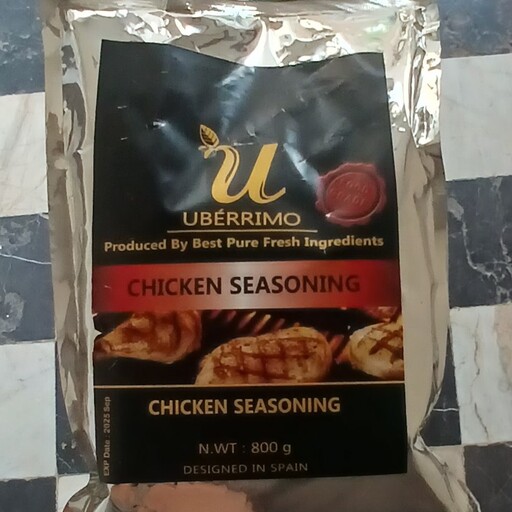 u
UBÉRRIMO
Produced By Best Pure Fresh Ingredients
CHICKEN SEASONING
CHICKEN SEASONING
N.WT : 800 g
DESIGNED IN SPAIN
EXP Date : 2025 Sep